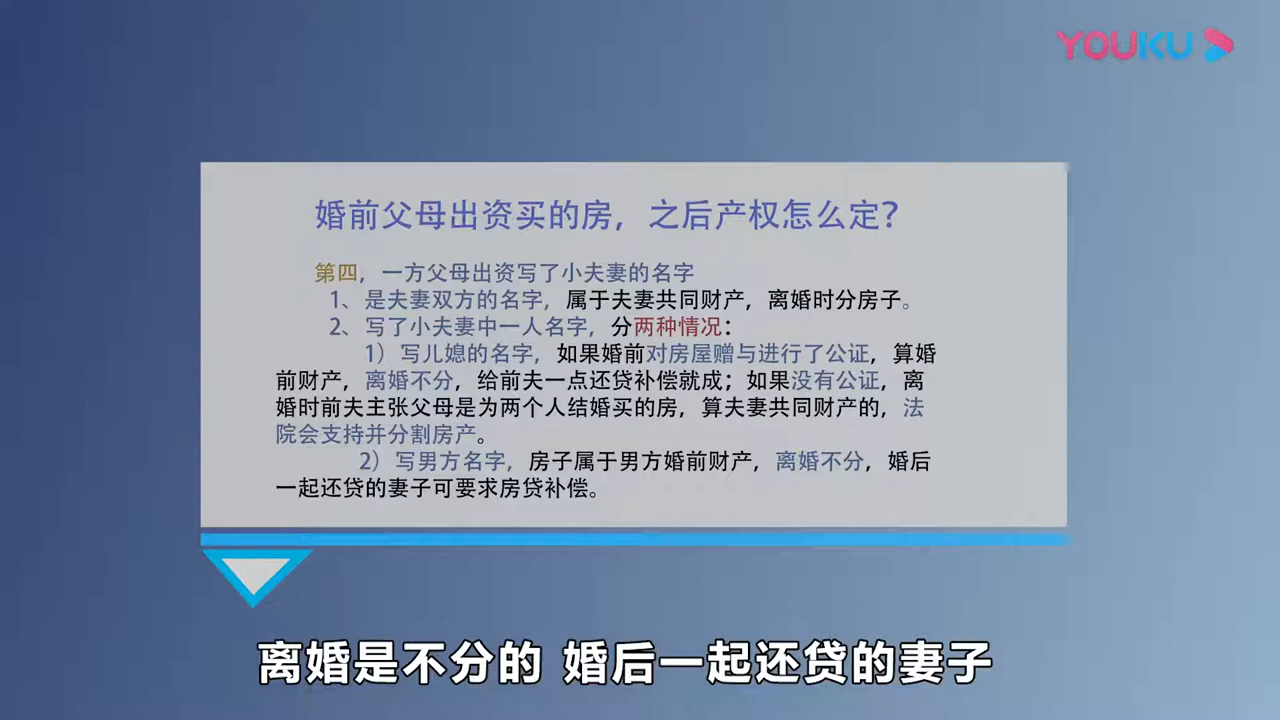 YOUKU
婚前父母出资买的房，之后产权怎么定？
第四，一方父母出资写了小夫妻的名字
1、是夫妻双方的名字，属于夫妻共同财产，离婚时分房子。
2、写了小夫妻中一人名字，分两种情况：
1）写儿媳的名字，如果婚前对房屋赠与进行了公证，算婚
前财产，离婚不分，给前夫一点还贷补偿就成；如果没有公证，离
婚时前夫主张父母是为两个人结婚买的房，算夫妻共同财产的，法
院会支持并分割房产。
2）写男方名字，房子属于男方婚前财产，离婚不分，婚后
一起还贷的妻子可要求房贷补偿。
离婚是不分的 婚后一起还贷的妻子